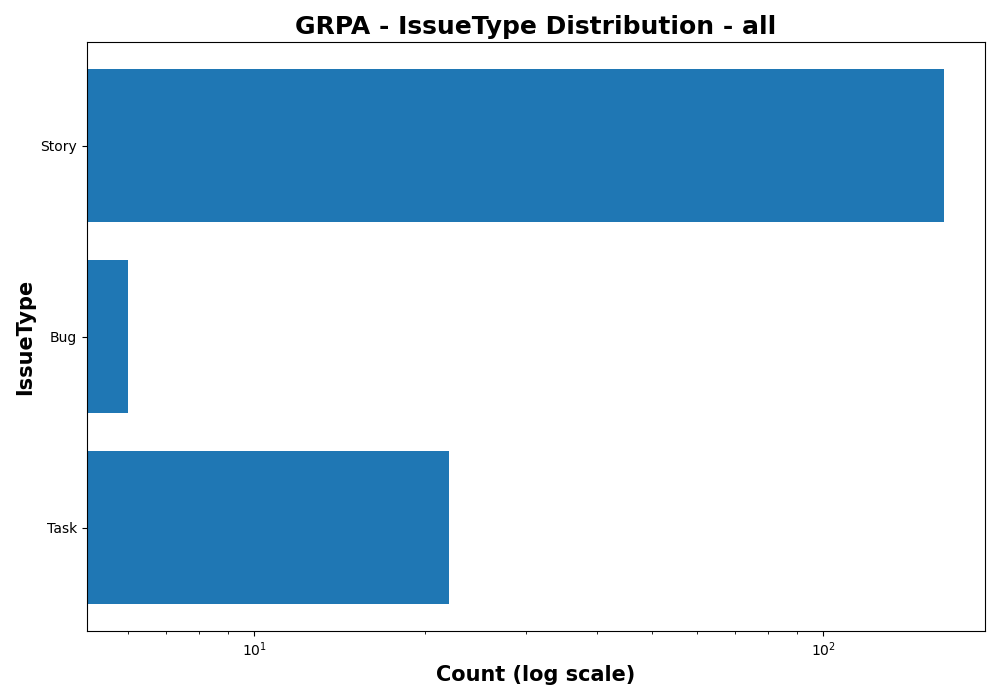 GRPA - IssueType Distribution - all
Story
Bug
Task
IssueType
10¹ 10²
Count (log scale)